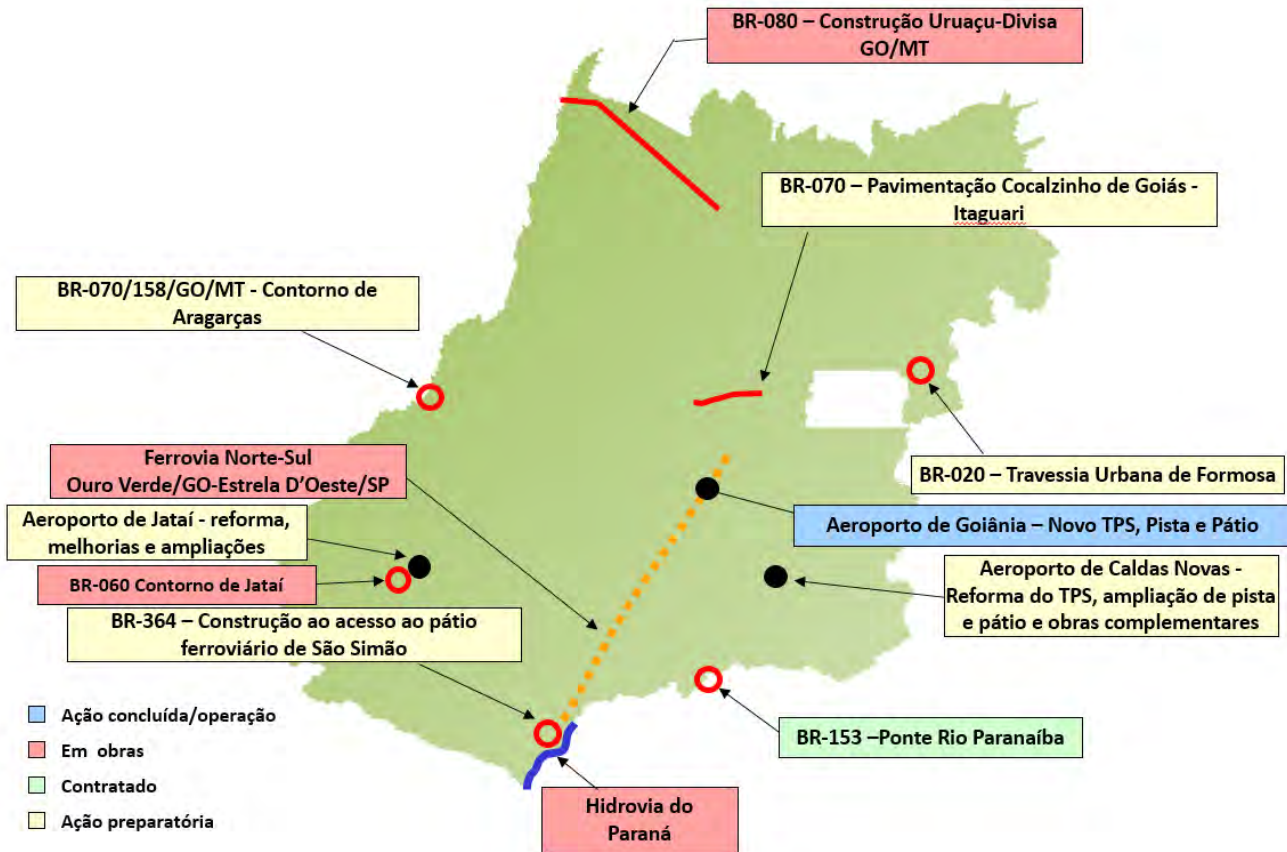 BR-080 – Construção Uruaçu-Divisa
GO/MT
BR-070 – Pavimentação Cocalzinho de Goiás -
Itaguari
BR-070/158/GO/MT - Contorno de
Aragarças
Ferrovia Norte-Sul
Ouro Verde/GO-Estrela D’Oeste/SP
BR-020 – Travessia Urbana de Formosa
Aeroporto de Jataí - reforma,
melhorias e ampliações
Aeroporto de Goiânia – Novo TPS, Pista e Pátio
BR-060 Contorno de Jataí
Aeroporto de Caldas Novas -
Reforma do TPS, ampliação de pista
e pátio e obras complementares
BR-364 – Construção ao acesso ao pátio
ferroviário de São Simão
BR-153 –Ponte Rio Paranaíba
Hidrovia do
Paraná
Ação concluída/operação
Em obras
Contratado
Ação preparatória